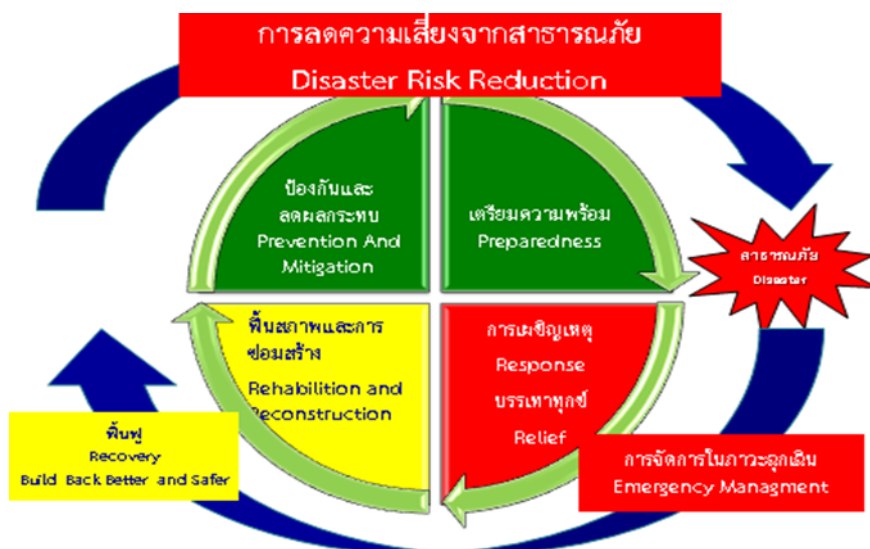 การลดความเสี่ยงจากสาธารณภัย
Disaster Risk Reduction
ป้องกันและ
ลดผลกระทบ
Prevention And
Mitigation
เตรียมความพร้อม
Preparedness
สาธารณภัย
Disaster
ฟื้นสภาพและการ
ซ่อมสร้าง
Rehabilition and
Reconstruction
การเผชิญเหตุ
Response
บรรเทาทุกข์
Relief
ฟื้นฟู
Recovery
Build Back Better and Safer
การจัดการในภาวะฉุกเฉิน
Emergency Managment